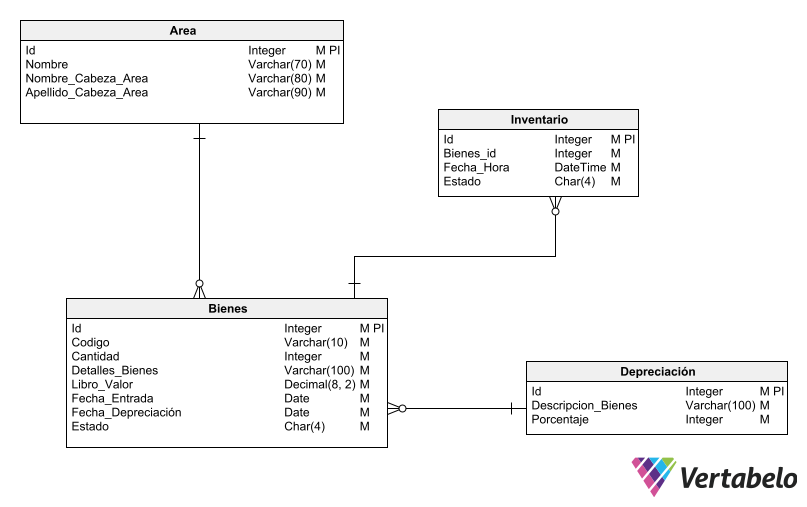 Area
Id Integer M PI
Nombre Varchar(70) M
Nombre_Cabeza_Area Varchar(80) M
Apellido_Cabeza_Area Varchar(90) M
Inventario
Id Integer M PI
Bienes_id Integer M
Fecha_Hora DateTime M
Estado Char(4) M
Bienes
Id Integer M PI
Codigo Varchar(10) M
Cantidad Integer M
Detalles_Bienes Varchar(100) M
Libro_Valor Decimal(8, 2) M
Fecha_Entrada Date M
Fecha_Depreciación Date M
Estado Char(4) M
Depreciación
Id Integer M PI
Descripcion_Bienes Varchar(100) M
Porcentaje Integer M
Vertabelo